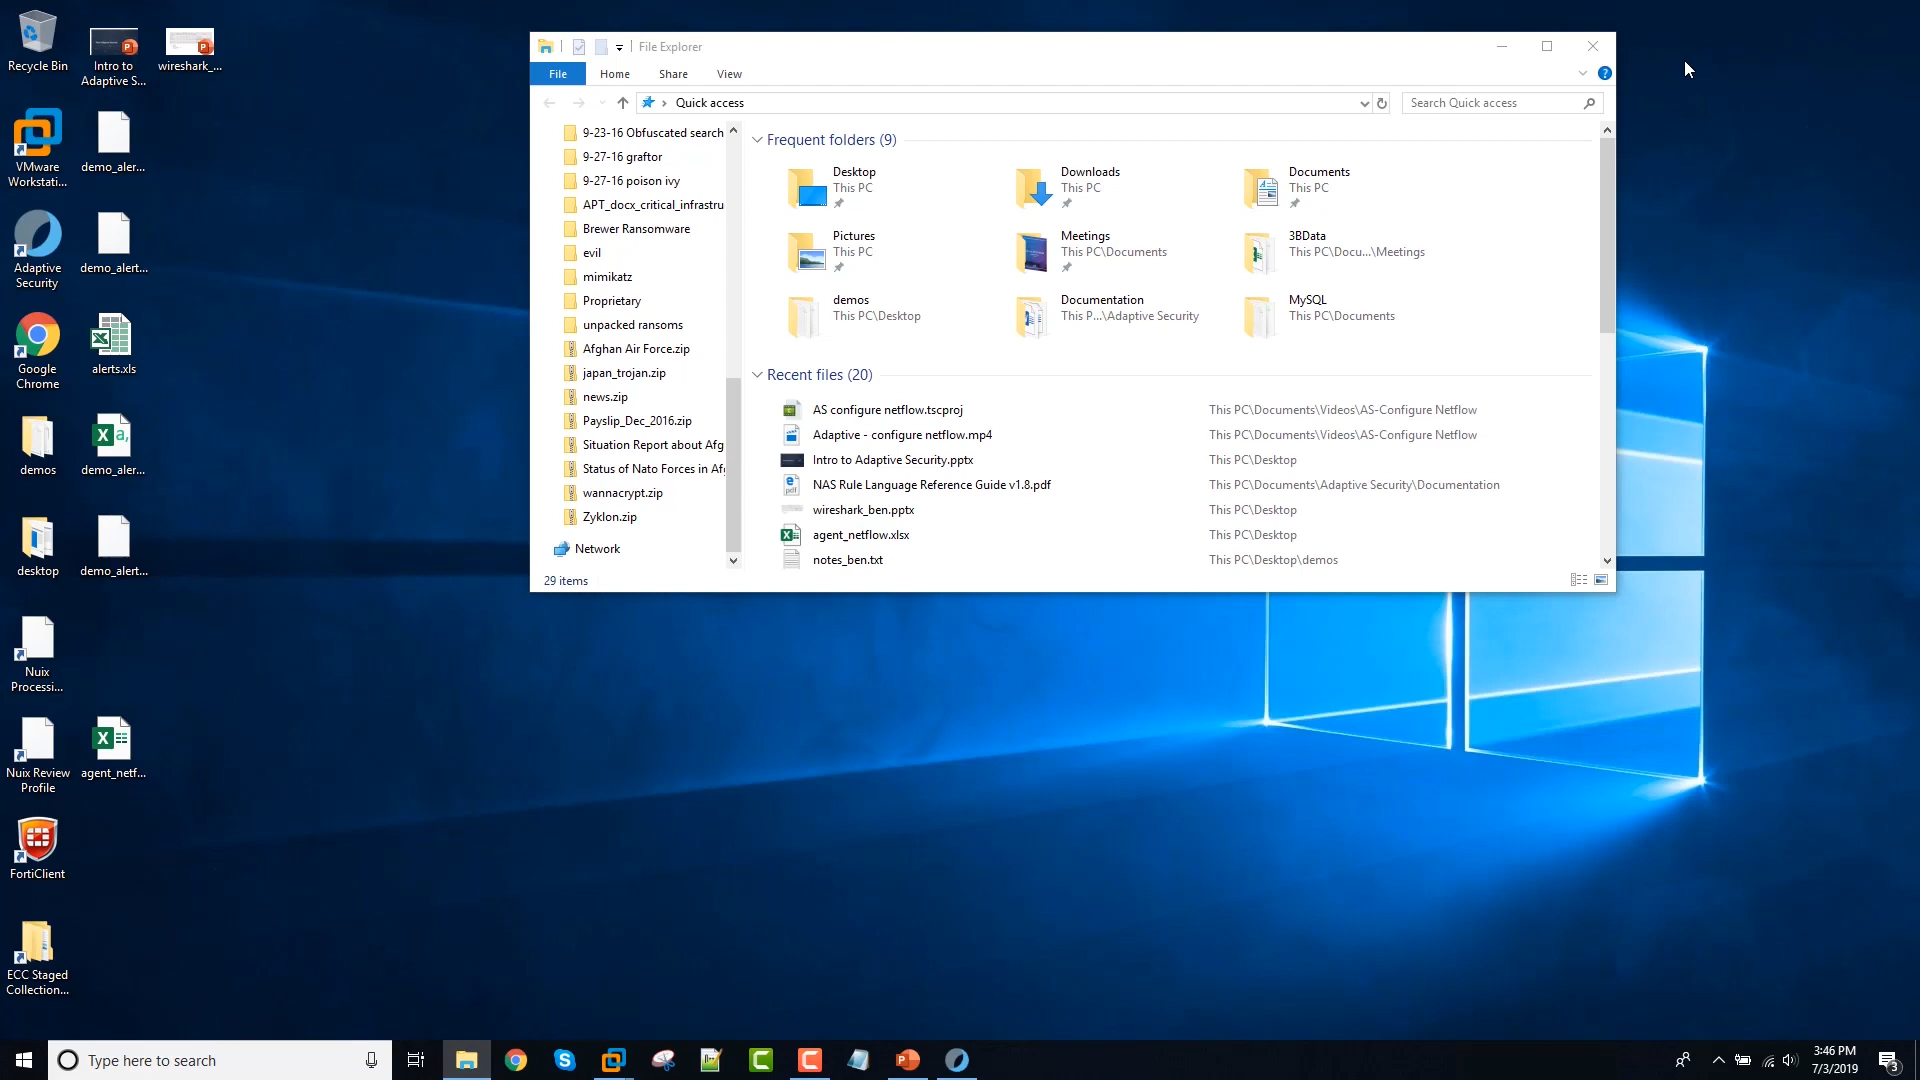 Recycle Bin
Intro to
Adaptive S...
wireshark_...
VMware
Workstati...
demo_aler...
Adaptive
Security
demo_alert...
Google
Chrome
alerts.xls
demos
demo_aler...
desktop
demo_alert...
Nuix
Processi...
Nuix Review
Profile
agent_netf...
FortiClient
ECC Staged
Collection...
File Explorer
File Home Share View
Quick access
Search Quick access
9-23-16 Obfuscated search
9-27-16 graftor
9-27-16 poison ivy
APT_docx_critical_infrastru
Brewer Ransomware
evil
mimikatz
Proprietary
unpacked ransoms
Afghan Air Force.zip
japan_trojan.zip
news.zip
Payslip_Dec_2016.zip
Situation Report about Afg
Status of Nato Forces in Af
wannacrypt.zip
Zyklon.zip
Network
29 items
Frequent folders (9)
Desktop
This PC
Downloads
This PC
Documents
This PC
Pictures
This PC
Meetings
This PC\Documents
3BData
This PC\Docu...\Meetings
demos
This PC\Desktop
Documentation
This P...\Adaptive Security
MySQL
This PC\Documents
Recent files (20)
AS configure netflow.tscproj This PC\Documents\Videos\AS-Configure Netflow
Adaptive - configure netflow.mp4 This PC\Documents\Videos\AS-Configure Netflow
Intro to Adaptive Security.pptx This PC\Desktop
NAS Rule Language Reference Guide v1.8.pdf This PC\Documents\Adaptive Security\Documentation
wireshark_ben.pptx This PC\Desktop
agent_netflow.xlsx This PC\Desktop
notes_ben.txt This PC\Desktop\demos
Type here to search
3:46 PM
7/3/2019
3